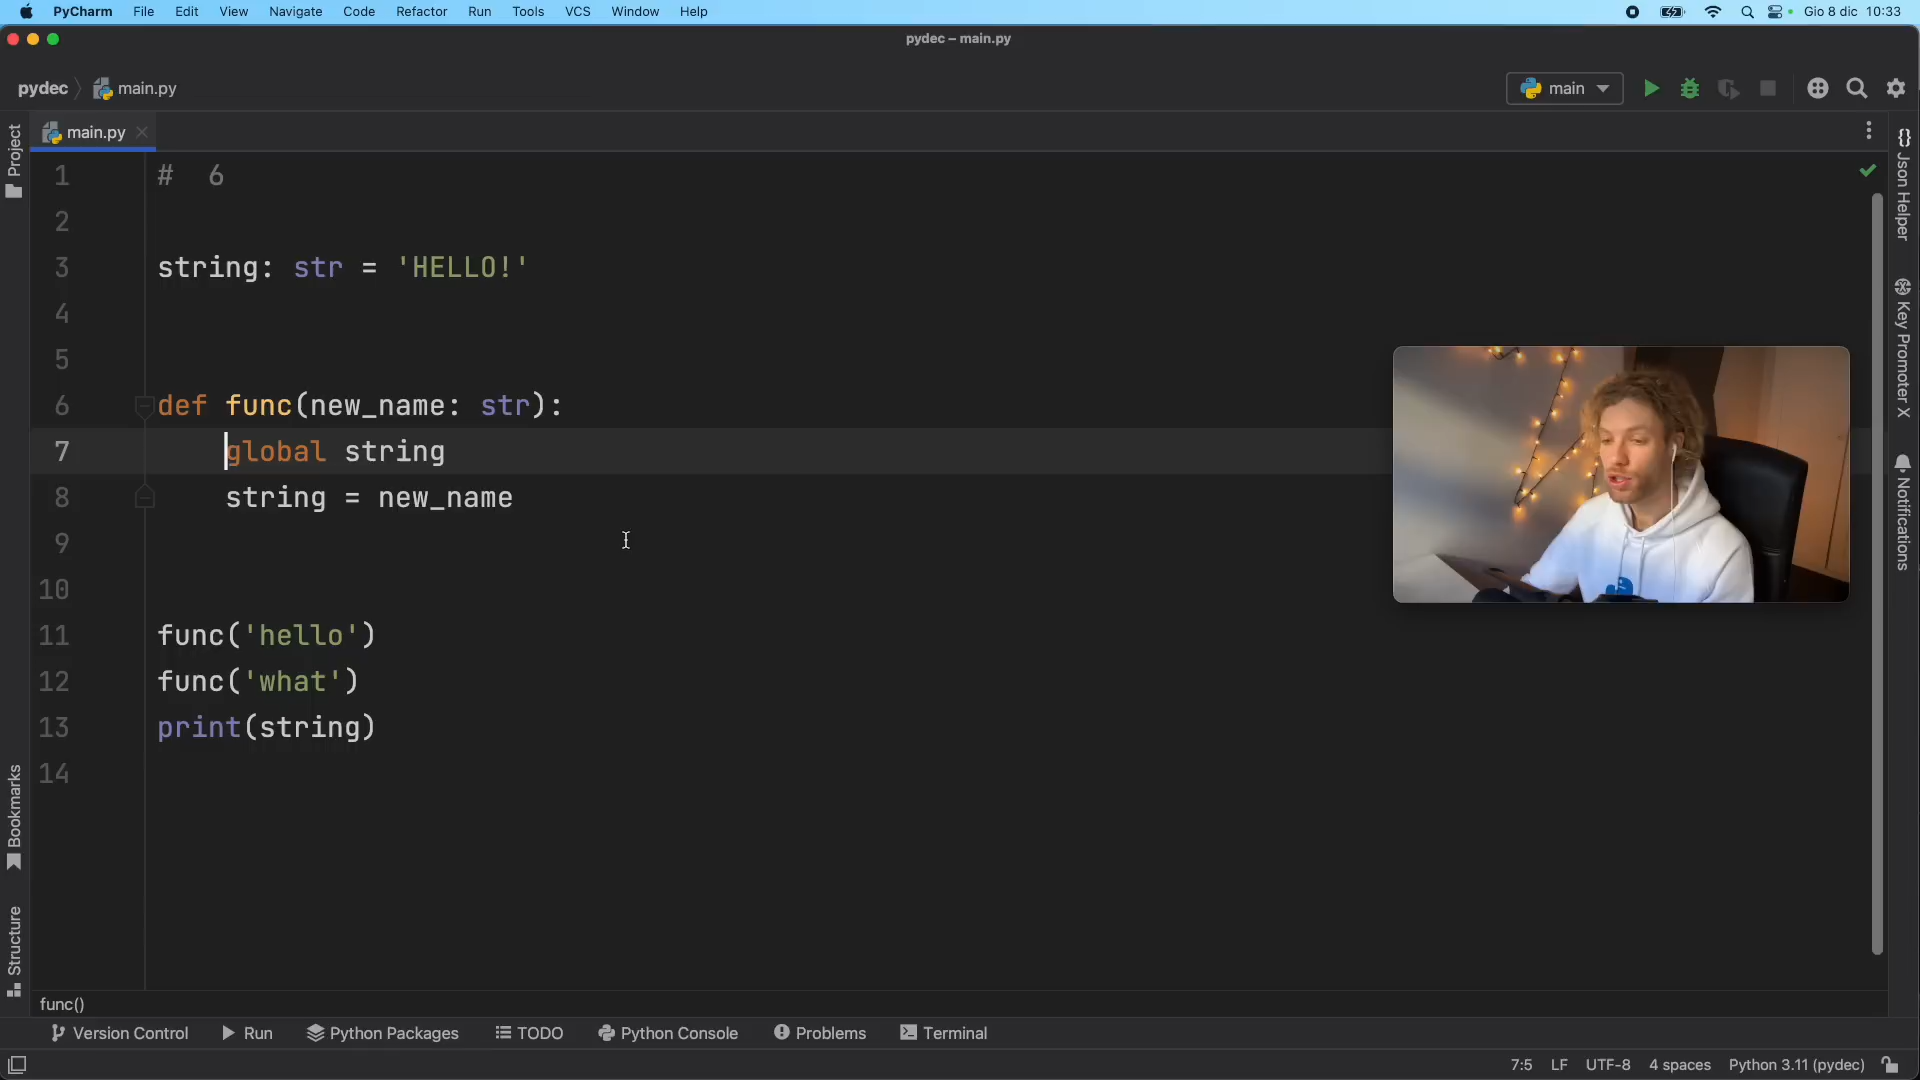 PyCharm File Edit View Navigate Code Refactor Run Tools VCS Window Help Gio 8 dic 10:33
pydec – main.py
pydec main.py main
Project
main.py
1 # 6
2
3 string: str = 'HELLO!'
4
5
6 def func(new_name: str):
7 global string
8 string = new_name
9
10
11 func('hello')
12 func('what')
13 print(string)
14
{} Json Helper
Key Promoter X
Notifications
Bookmarks
Structure
func()
Version Control Run Python Packages TODO Python Console Problems Terminal
7:5 LF UTF-8 4 spaces Python 3.11 (pydec)